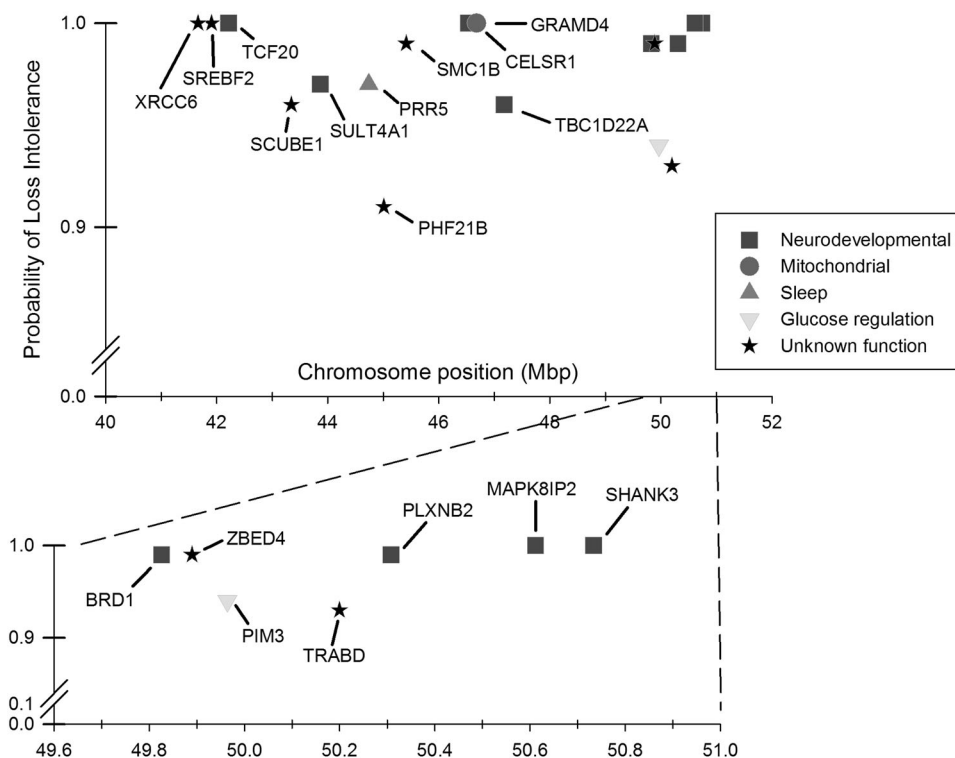 Probability of Loss Intolerance
1.0
0.9
0.0
XRCC6
SREBF2
TCF20
SCUBE1
SULT4A1
PRR5
SMC1B
PHF21B
GRAMD4
CELSR1
TBC1D22A
Neurodevelopmental
Mitochondrial
Sleep
Glucose regulation
Unknown function
Chromosome position (Mbp)
40 42 44 46 48 50 52
1.0
0.9
0.1
0.0
BRD1
ZBED4
PIM3
TRABD
PLXNB2
MAPK8IP2
SHANK3
49.6 49.8 50.0 50.2 50.4 50.6 50.8 51.0